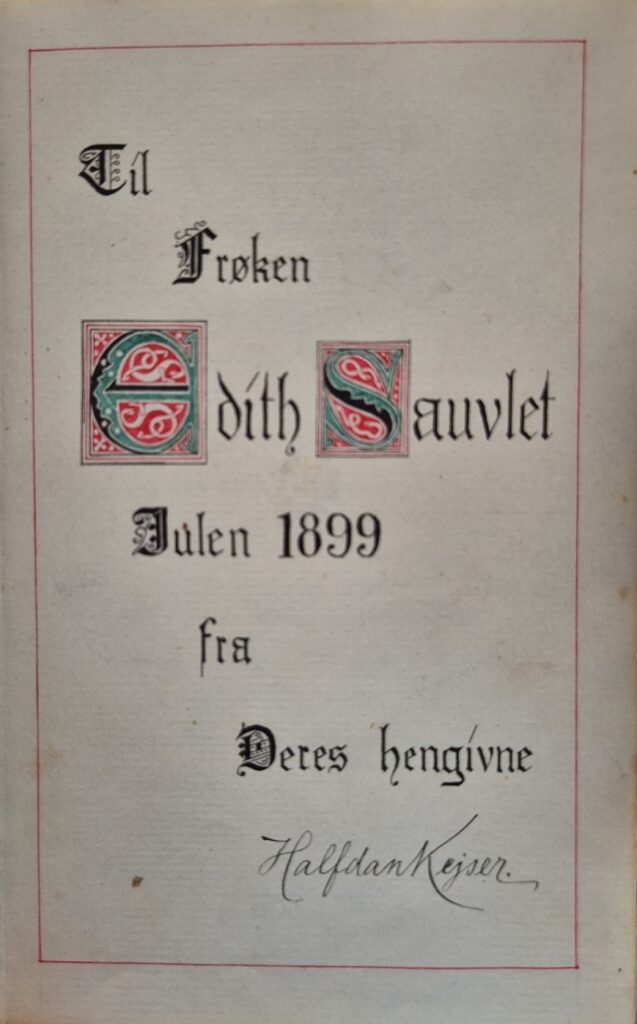 Til
Frøken
Edith Sauvlet
Julen 1899
fra
Deres hengivne
Halfdan Kejser.